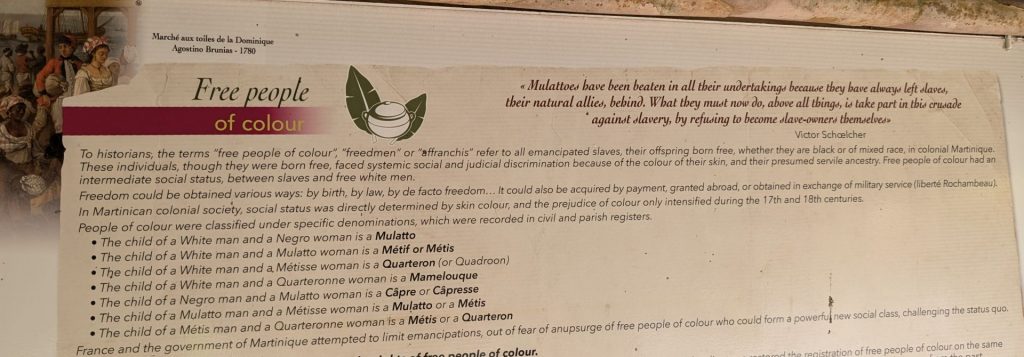 Marché aux toiles de la Dominique
Agostino Brunias - 1780
Free people
of colour
« Mulattoes have been beaten in all their undertakings because they have always left slaves,
their natural allies, behind. What they must now do, above all things, is take part in this crusade
against slavery, by refusing to become slave-owners themselves»
Victor Schœlcher
To historians, the terms “free people of colour”, “freedmen” or “affranchis” refer to all emancipated slaves, their offspring born free, whether they are black or of mixed race, in colonial Martinique.
These individuals, though they were born free, faced systemic social and judicial discrimination because of the colour of their skin, and their presumed servile ancestry. Free people of colour had an
intermediate social status, between slaves and free white men.
Freedom could be obtained various ways: by birth, by law, by de facto freedom... It could also be acquired by payment, granted abroad, or obtained in exchange of military service (liberté Rochambeau).
In Martinican colonial society, social status was directly determined by skin colour, and the prejudice of colour only intensified during the 17th and 18th centuries.
People of colour were classified under specific denominations, which were recorded in civil and parish registers.
• The child of a White man and a Negro woman is a Mulatto
• The child of a White man and a Mulatto woman is a Métif or Métis
• The child of a White man and a Métisse woman is a Quarteron (or Quadroon)
• The child of a White man and a Quarteronne woman is a Mamelouque
• The child of a Negro man and a Mulatto woman is a Câpre or Câpresse
• The child of a Mulatto man and a Métisse woman is a Mulatto or a Métis
• The child of a Métis man and a Quarteronne woman is a Métis or a Quarteron
France and the government of Martinique attempted to limit emancipations, out of fear of anupsurge of free people of colour who could form a powerful new social class, challenging the status quo.
of free people of colour.
the registration of free people of colour on the same